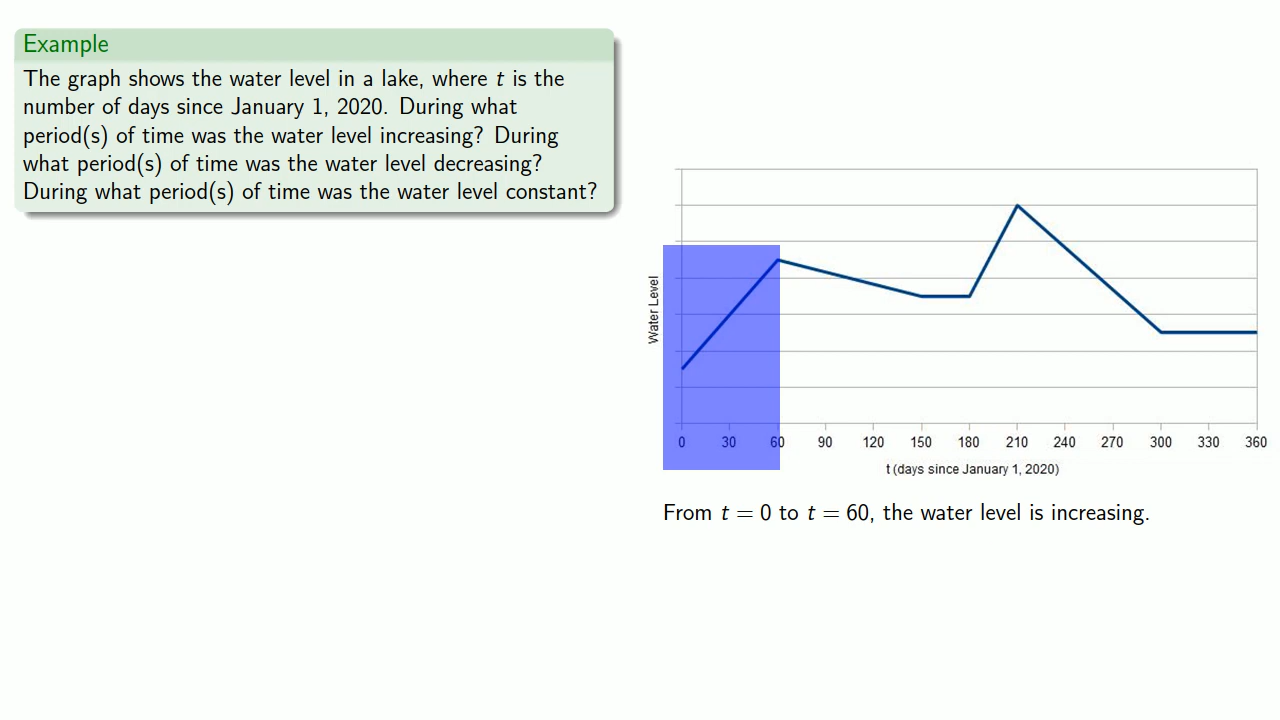 Example
The graph shows the water level in a lake, where t is the
number of days since January 1, 2020. During what
period(s) of time was the water level increasing? During
what period(s) of time was the water level decreasing?
During what period(s) of time was the water level constant?
Water Level
0 30 60 90 120 150 180 210 240 270 300 330 360
t (days since January 1, 2020)
From t = 0 to t = 60, the water level is increasing.